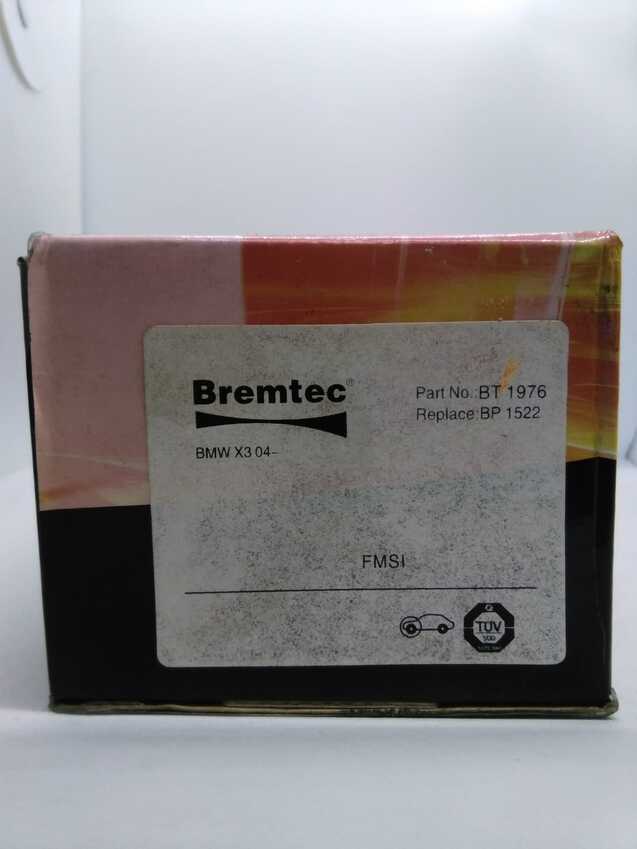 Bremtec®
Part No.:BT 1976
Replace:BP 1522
BMW X3 04-
FMSI
TÜV